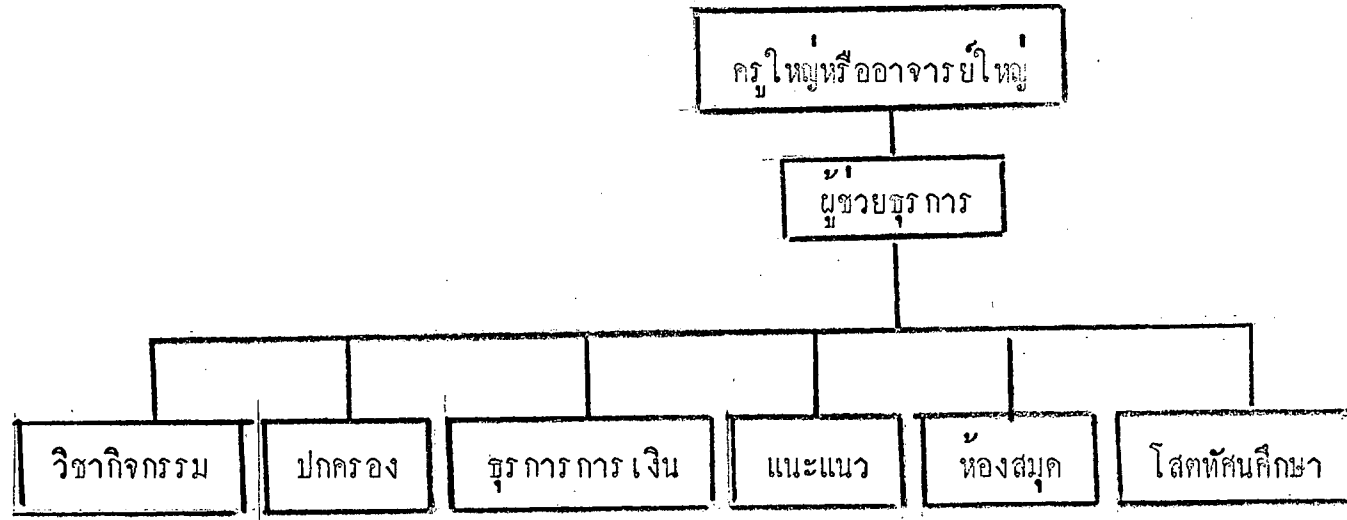 ครูใหญ่หรืออาจารย์ใหญ่
ผู้ช่วยธุรการ
วิชากิจกรรม
ปกครอง
ธุรการการเงิน
แนะแนว
ห้องสมุด
โสตทัศนศึกษา